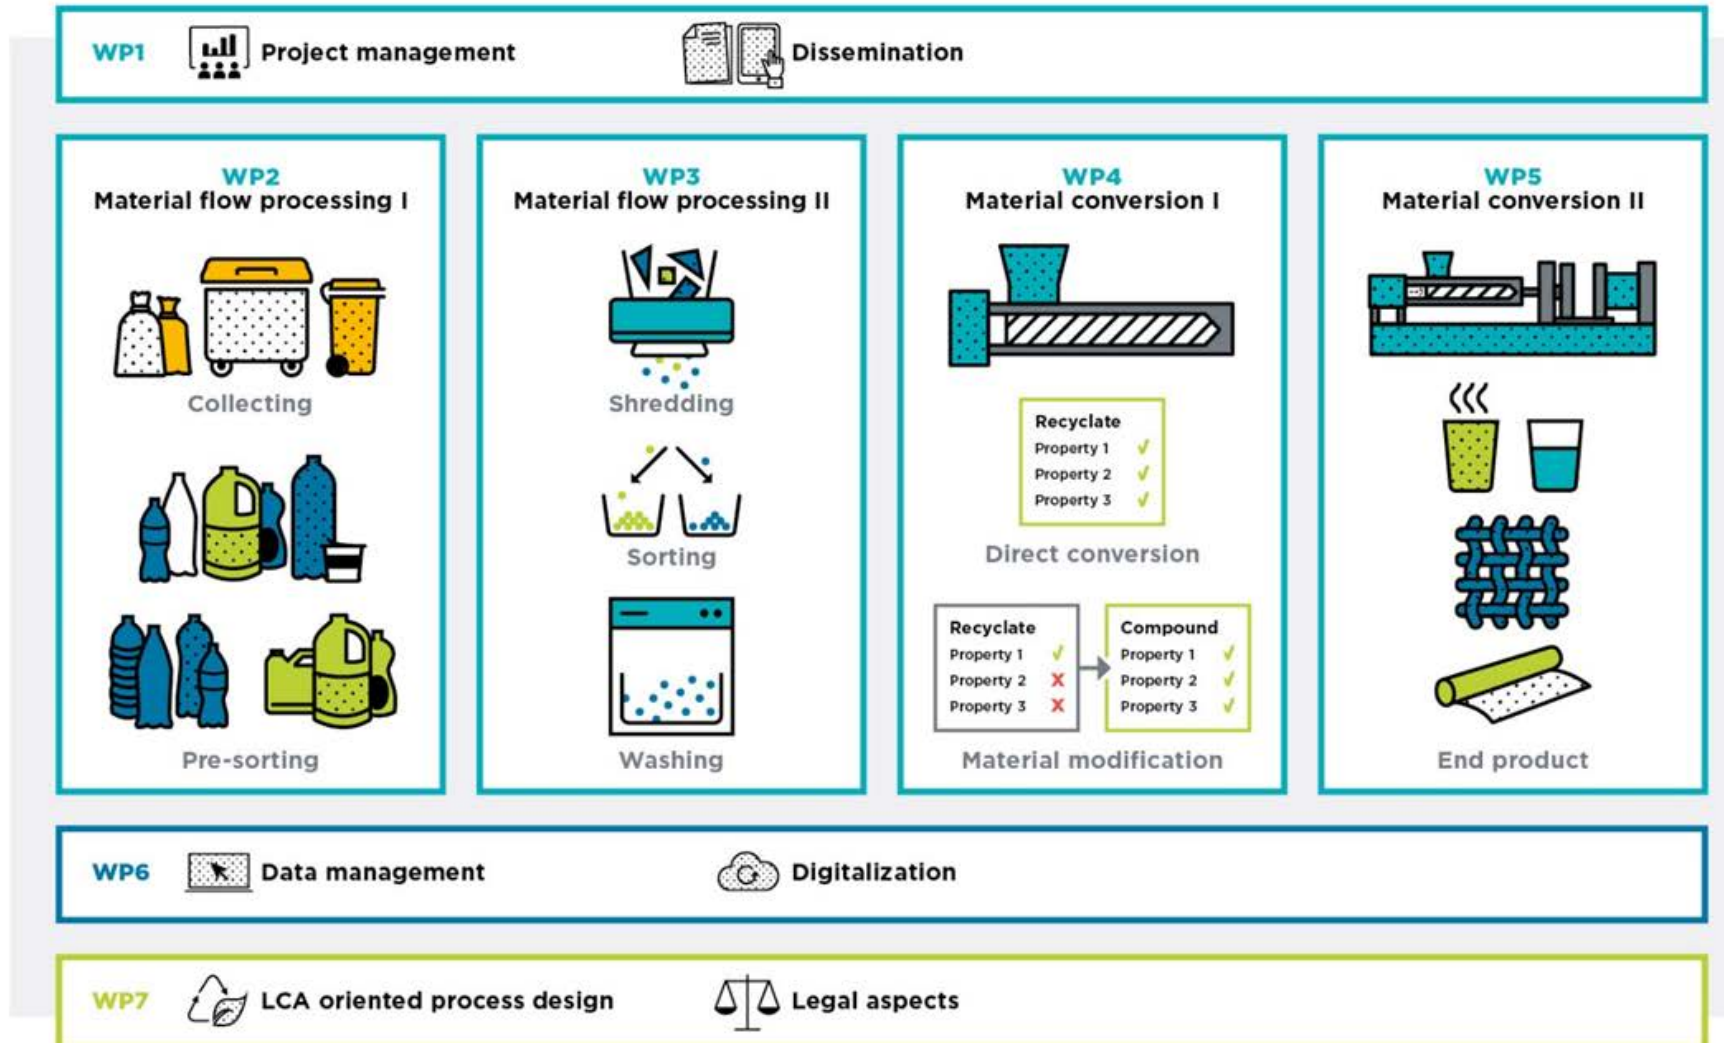 WP1 Project management Dissemination
WP2
Material flow processing I
Collecting
Pre-sorting
WP3
Material flow processing II
Shredding
Sorting
Washing
WP4
Material conversion I
Recyclate
Property 1 ✓
Property 2 ✓
Property 3 ✓
Direct conversion
Recyclate
Property 1 ✓
Property 2 X
Property 3 X
Compound
Property 1 ✓
Property 2 ✓
Property 3 ✓
Material modification
WP5
Material conversion II
End product
WP6 Data management Digitalization
WP7 LCA oriented process design Legal aspects